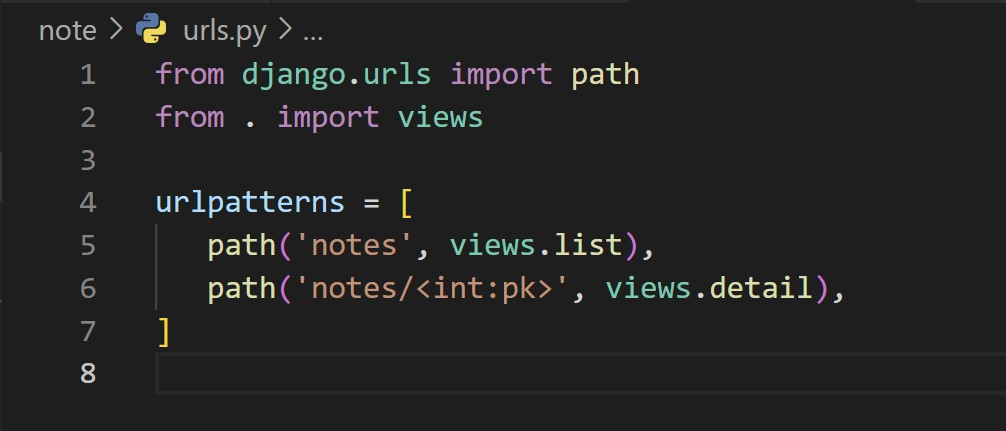 note > urls.py > ...
1 from django.urls import path
2 from . import views
3
4 urlpatterns = [
5     path('notes', views.list),
6     path('notes/<int:pk>', views.detail),
7 ]
8